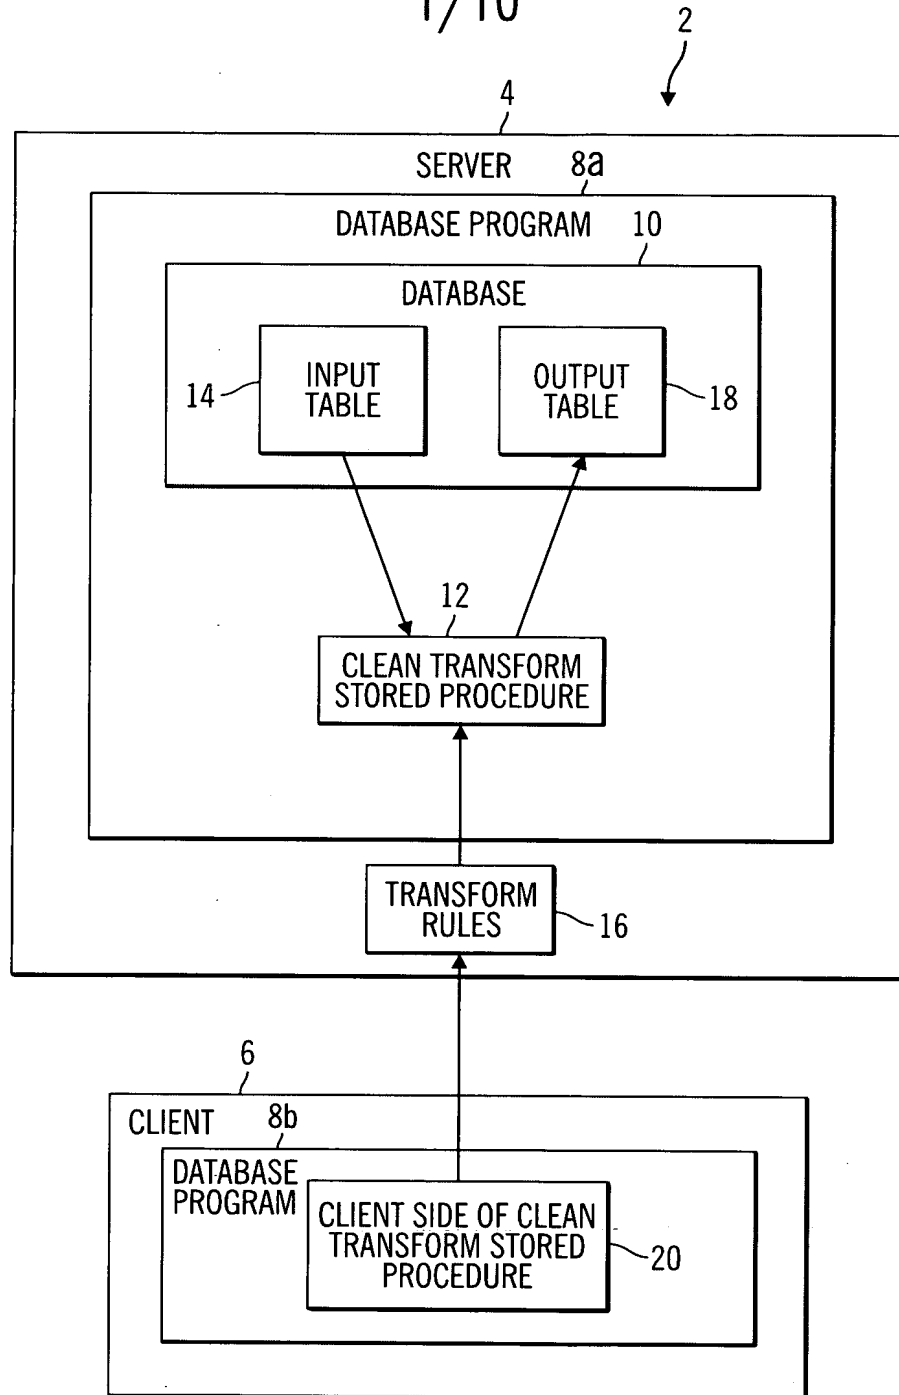 1/10
2
4
SERVER
8a
DATABASE PROGRAM
10
DATABASE
INPUT
TABLE
14
OUTPUT
TABLE
18
12
CLEAN TRANSFORM
STORED PROCEDURE
TRANSFORM
RULES
16
6
CLIENT
8b
DATABASE
PROGRAM
CLIENT SIDE OF CLEAN
TRANSFORM STORED
PROCEDURE
20